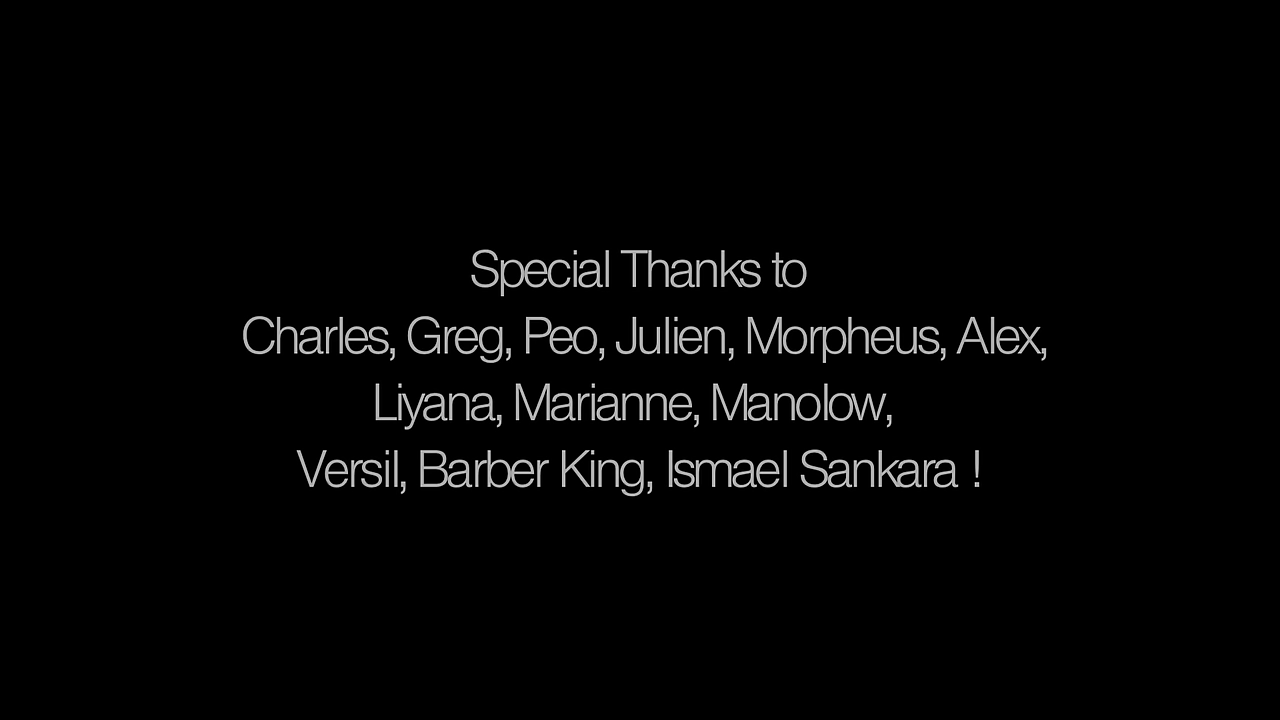 Special Thanks to
Charles, Greg, Peo, Julien, Morpheus, Alex,
Liyana, Marianne, Manolow,
Versil, Barber King, Ismael Sankara !